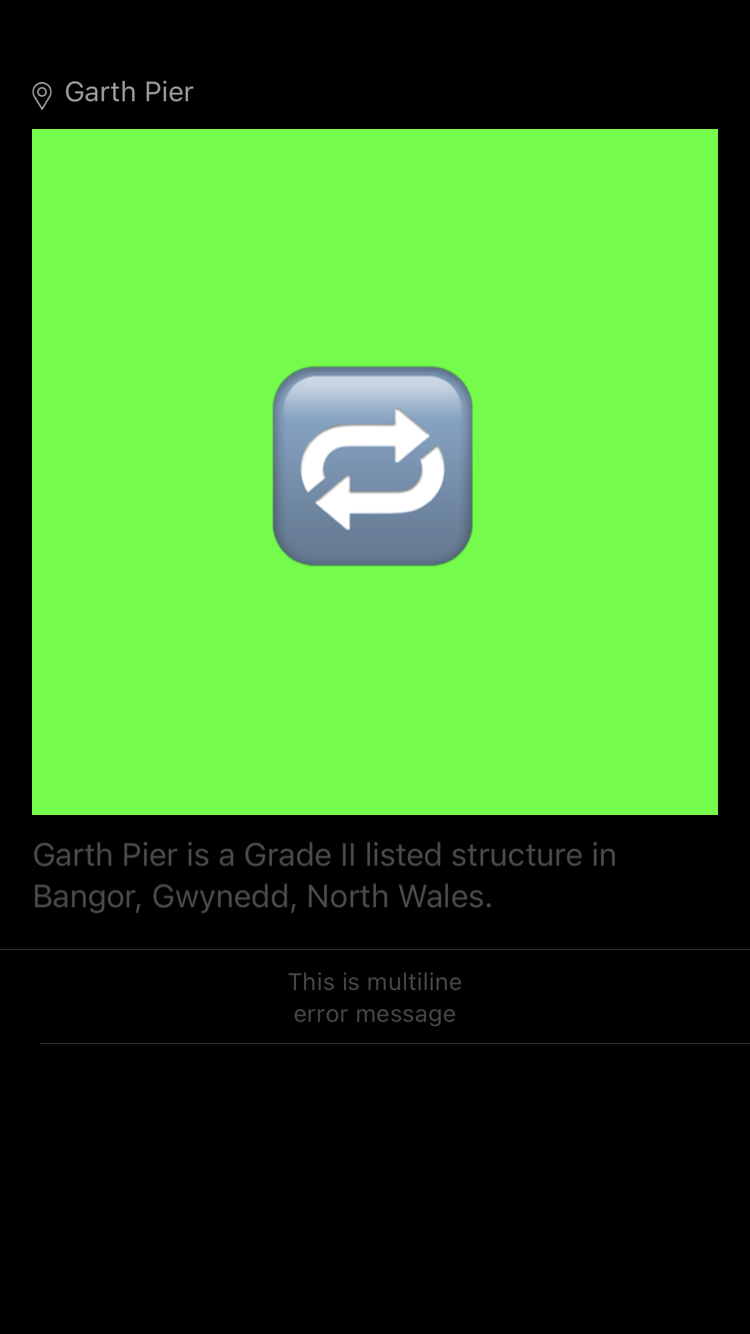 Garth Pier
Garth Pier is a Grade II listed structure in
Bangor, Gwynedd, North Wales.
This is multiline
error message